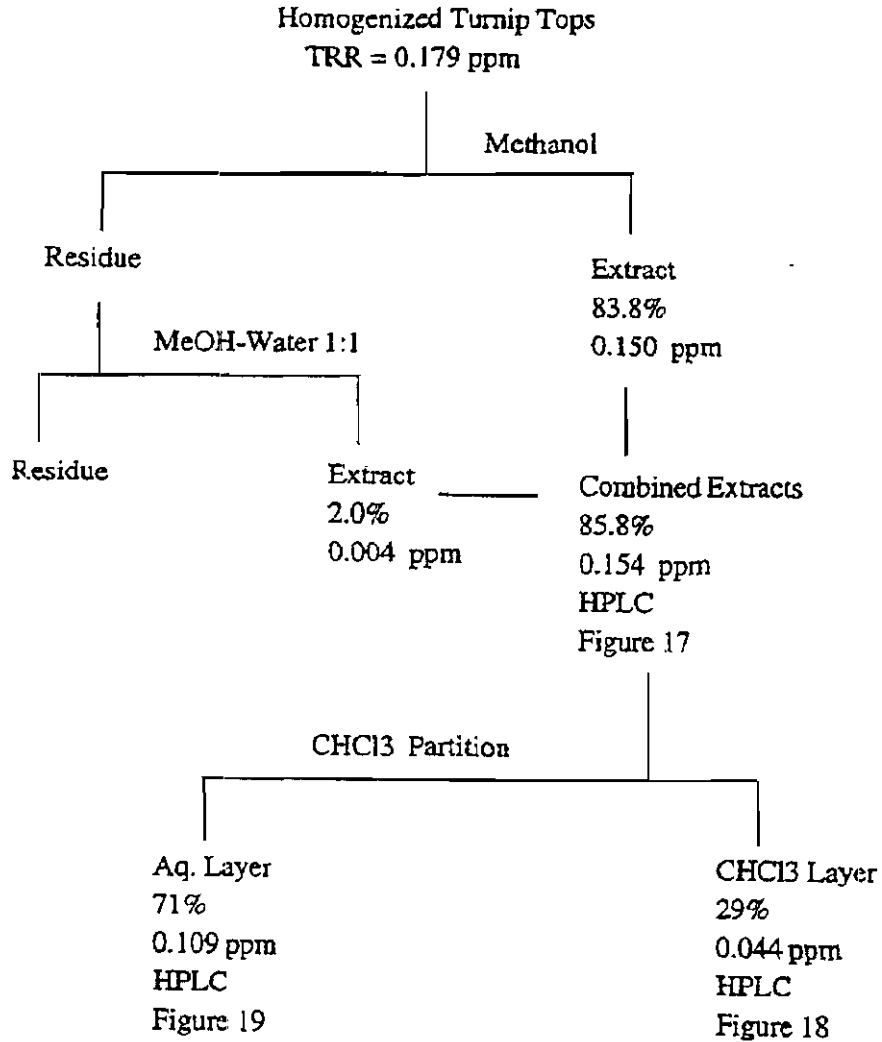 Homogenized Turnip Tops
TRR = 0.179 ppm
Methanol
Residue
Extract
83.8%
0.150 ppm
MeOH-Water 1:1
Residue
Extract
2.0%
0.004 ppm
Combined Extracts
85.8%
0.154 ppm
HPLC
Figure 17
CHCl3 Partition
Aq. Layer
71%
0.109 ppm
HPLC
Figure 19
CHCl3 Layer
29%
0.044 ppm
HPLC
Figure 18